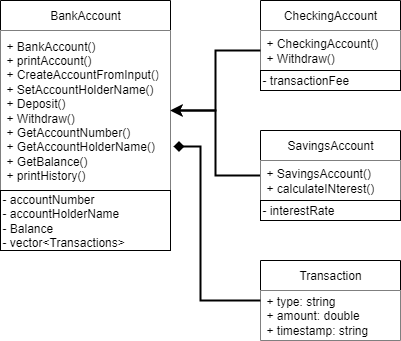 BankAccount
+ BankAccount()
+ printAccount()
+ CreateAccountFromInput()
+ SetAccountHolderName()
+ Deposit()
+ Withdraw()
+ GetAccountNumber()
+ GetAccountHolderName()
+ GetBalance()
+ printHistory()
- accountNumber
- accountHolderName
- Balance
- vector<Transactions>
CheckingAccount
+ CheckingAccount()
+ Withdraw()
- transactionFee
SavingsAccount
+ SavingsAccount()
+ calculateINterest()
- interestRate
Transaction
+ type: string
+ amount: double
+ timestamp: string